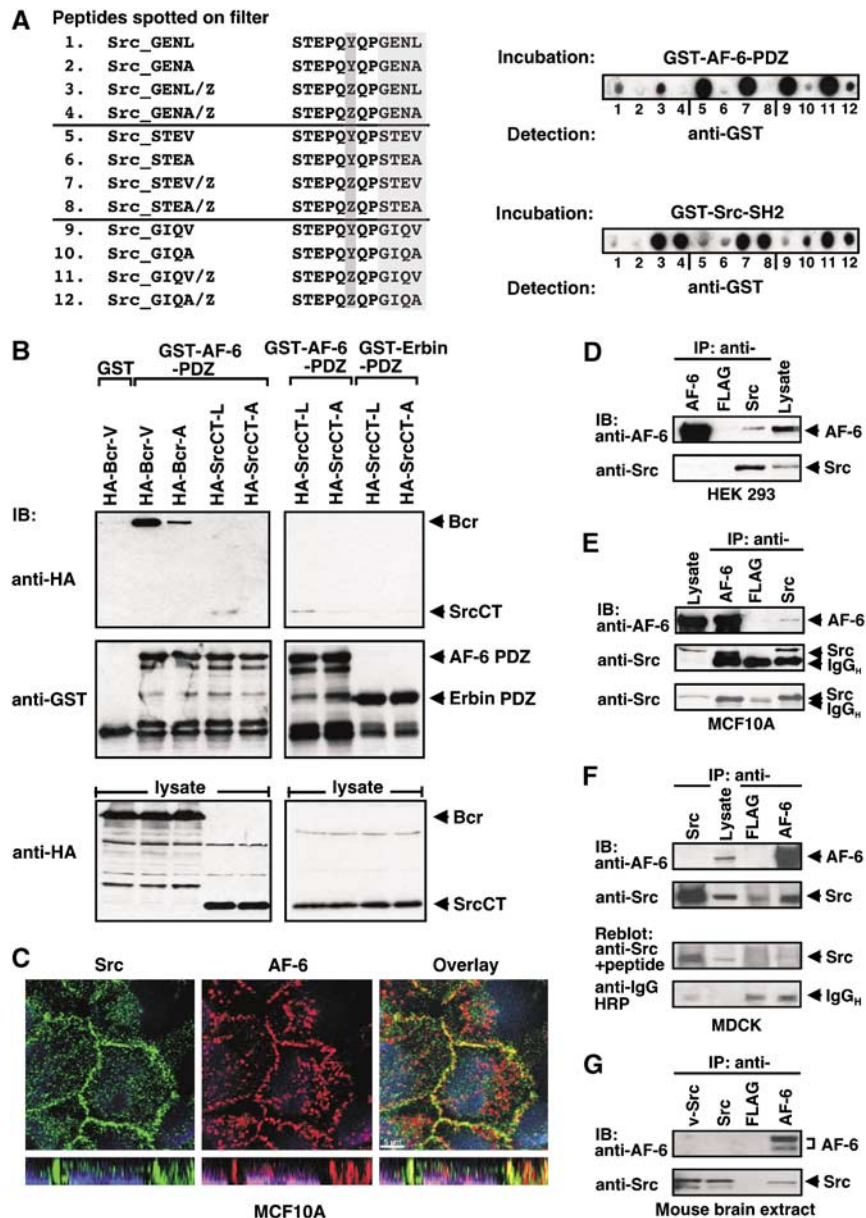 A
Peptides spotted on filter
1. Src_GENL STEPQYQPGENL
2. Src_GENA STEPQYQPGENA
3. Src_GENL/Z STEPQZQPGENL
4. Src_GENA/Z STEPQZQPGENA
5. Src_STEV STEPQYQPSTEV
6. Src_STEA STEPQYQPSTEA
7. Src_STEV/Z STEPQZQPSTEV
8. Src_STEA/Z STEPQZQPSTEA
9. Src_GIQV STEPQYQPGIQV
10. Src_GIQA STEPQYQPGIQA
11. Src_GIQV/Z STEPQZQPGIQV
12. Src_GIQA/Z STEPQZQPGIQA
Incubation: GST-AF-6-PDZ
1 2 3 4 5 6 7 8 9 10 11 12
Detection: anti-GST
Incubation: GST-Src-SH2
1 2 3 4 5 6 7 8 9 10 11 12
Detection: anti-GST
B
GST
GST-AF-6
-PDZ
GST-AF-6
-PDZ
GST-Erbin
-PDZ
HA-Bcr-V
HA-Bcr-V
HA-Bcr-A
HA-SrcCT-L
HA-SrcCT-A
HA-SrcCT-L
HA-SrcCT-A
HA-SrcCT-L
HA-SrcCT-A
IB:
anti-HA
Bcr
SrcCT
anti-GST
AF-6 PDZ
Erbin PDZ
lysate
lysate
anti-HA
Bcr
SrcCT
C
Src
AF-6
Overlay
5 µm
MCF10A
D
IP: anti-
AF-6
FLAG
Src
Lysate
IB:
anti-AF-6
AF-6
anti-Src
Src
HEK 293
E
IP: anti-
Lysate
AF-6
FLAG
Src
IB:
anti-AF-6
AF-6
anti-Src
Src
IgGH
anti-Src
Src
IgGH
MCF10A
F
IP: anti-
Src
Lysate
FLAG
AF-6
IB:
anti-AF-6
AF-6
anti-Src
Src
Reblot:
anti-Src
+peptide
Src
anti-IgG
HRP
IgGH
MDCK
G
IP: anti-
v-Src
Src
FLAG
AF-6
IB:
anti-AF-6
AF-6
anti-Src
Src
Mouse brain extract